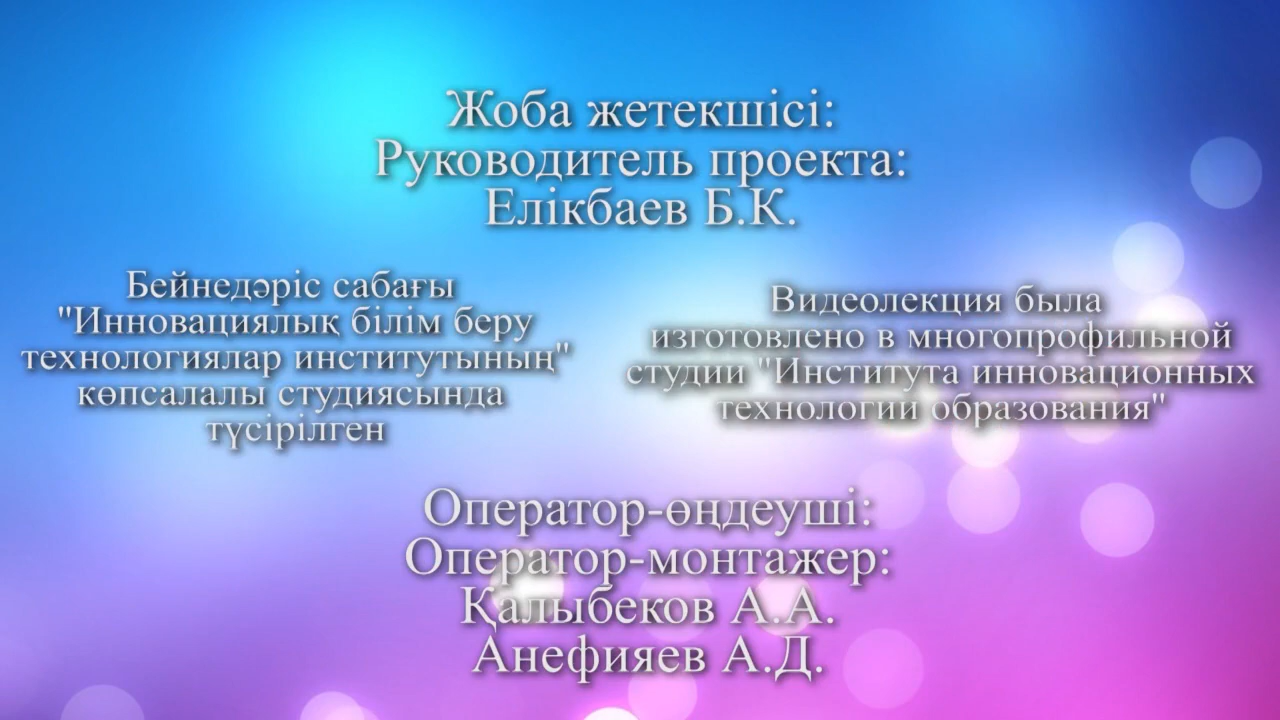 Жоба жетекшісі:
Руководитель проекта:
Елікбаев Б.К.
Бейнедәріс сабағы
"Инновациялық білім беру
технологиялар институтының"
көпсалалы студиясында
түсірілген
Видеолекция была
изготовлено в многопрофильной
студии "Института инновационных
технологии образования"
Оператор-өңдеуші:
Оператор-монтажер:
Қалыбеков А.А.
Анефияев А.Д.